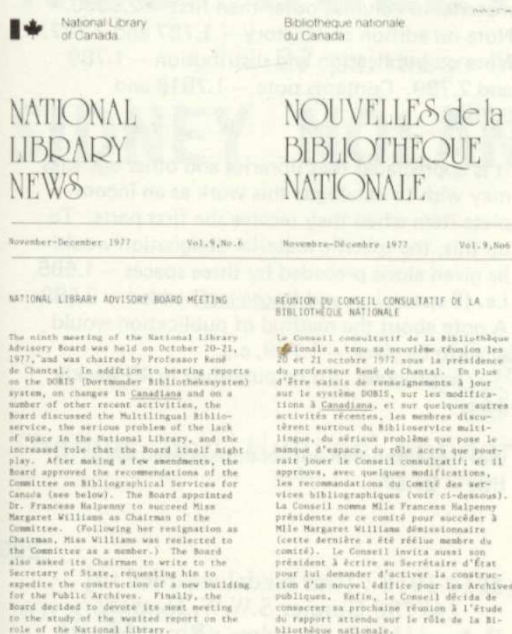 National Library
of Canada
Bibliothèque nationale
du Canada
NATIONAL
LIBRARY
NEWS
NOUVELLES de la
BIBLIOTHÈQUE
NATIONALE
November-December 1977 Vol.9,No.6
Novembre-Décembre 1977 Vol.9,No6
NATIONAL LIBRARY ADVISORY BOARD MEETING
The ninth meeting of the National Library
Advisory Board was held on October 20-21,
1977, and was chaired by Professor René
de Chantal. In addition to hearing reports
on the DOBIS (Dortmunder Bibliothekssystem)
system, on changes in Canadiana and on a
number of other recent activities, the
Board discussed the Multilingual Biblio-
service, the serious problem of the lack
of space in the National Library, and the
increased role that the Board itself might
play. After making a few amendments, the
Board approved the recommendations of the
Committee on Bibliographical Services for
Canada (see below). The Board appointed
Dr. Francess Halpenny to succeed Miss
Margaret Williams as Chairman of the
Committee. (Following her resignation as
Chairman, Miss Williams was reelected to
the Committee as a member.) The Board
also asked its Chairman to write to the
Secretary of State, requesting him to
expedite the construction of a new building
for the Public Archives. Finally, the
Board decided to devote its next meeting
to the study of the awaited report on the
role of the National Library.
RÉUNION DU CONSEIL CONSULTATIF DE LA
BIBLIOTHÈQUE NATIONALE
Le Conseil consultatif de la Bibliothèque
nationale a tenu sa neuvième réunion les
20 et 21 octobre 1977 sous la présidence
du professeur René de Chantal. En plus
d'être saisis de renseignements à jour
sur le système DOBIS, sur les modifica-
tions à Canadiana, et sur quelques autres
activités récentes, les membres discu-
tèrent surtout du Biblioservice multi-
lingue, du sérieux problème que pose le
manque d'espace, du rôle accru que pour-
rait jouer le Conseil consultatif; et il
approuva, avec quelques modifications,
les recommandations du Comité des ser-
vices bibliographiques (voir ci-dessous).
La Conseil nomma Mlle Francess Halpenny
présidente de ce comité pour succéder à
Mlle Margaret Williams démissionnaire
(cette dernière a été réélue membre du
comité). Le Conseil invita aussi son
président à écrire au Secrétaire d'État
pour lui demander d'activer la construc-
tion d'un nouvel édifice pour les Archives
publiques. Enfin, le Conseil décida de
consacrer sa prochaine réunion à l'étude
du rapport attendu sur le rôle de la Bi-
bliothèque nationale.